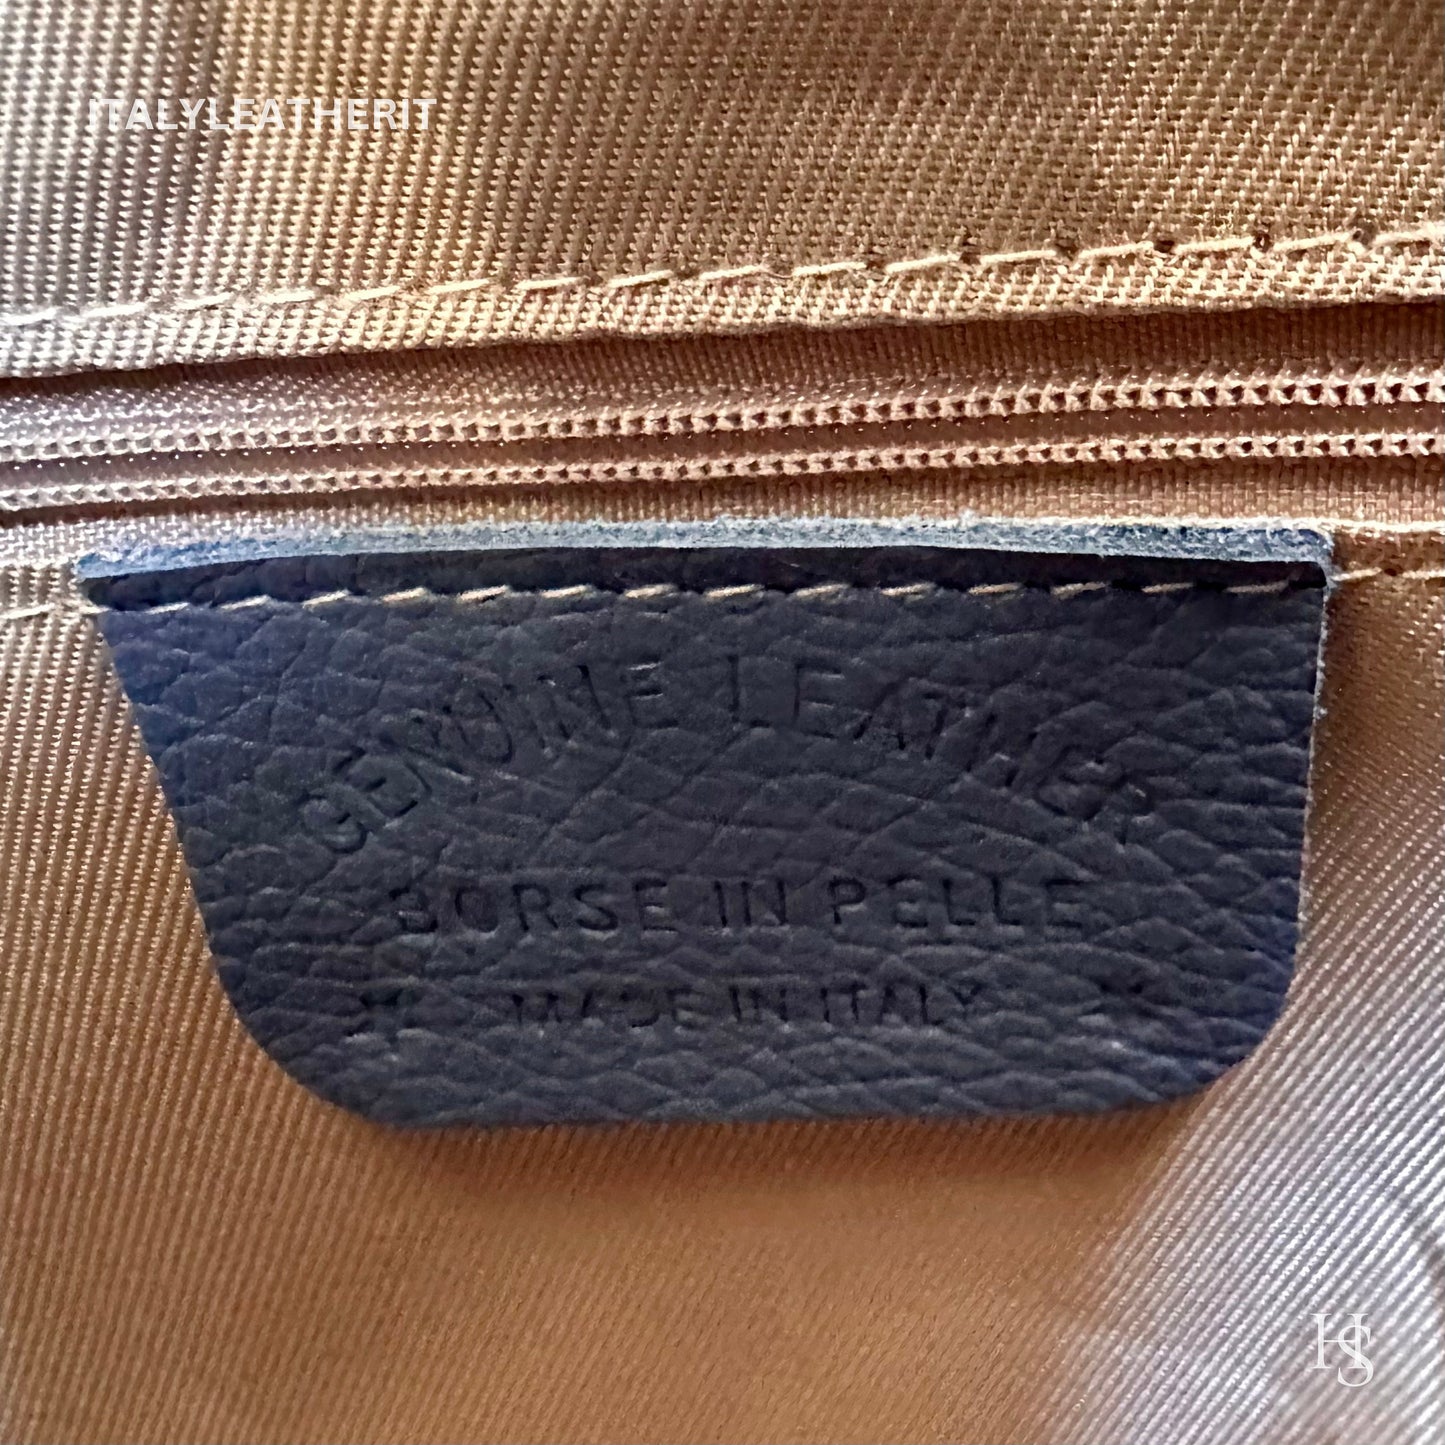 ITALYLEATHERIT
GENUINE LEATHER
BORSE IN PELLE
MADE IN ITALY
HS